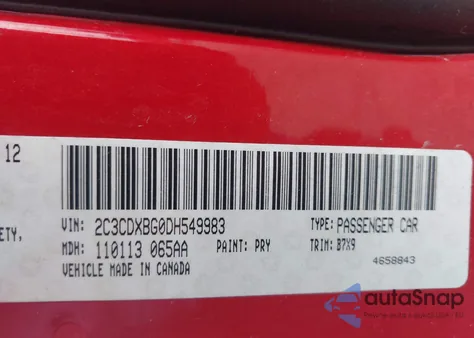 12
VIN: 2C3CDXBG0DH549983
TYPE: PASSENGER CAR
ETY,
MDH: 110113 065AA
PAINT: PRY
TRIM: B7X9
VEHICLE MADE IN CANADA
4658843
autoSnap